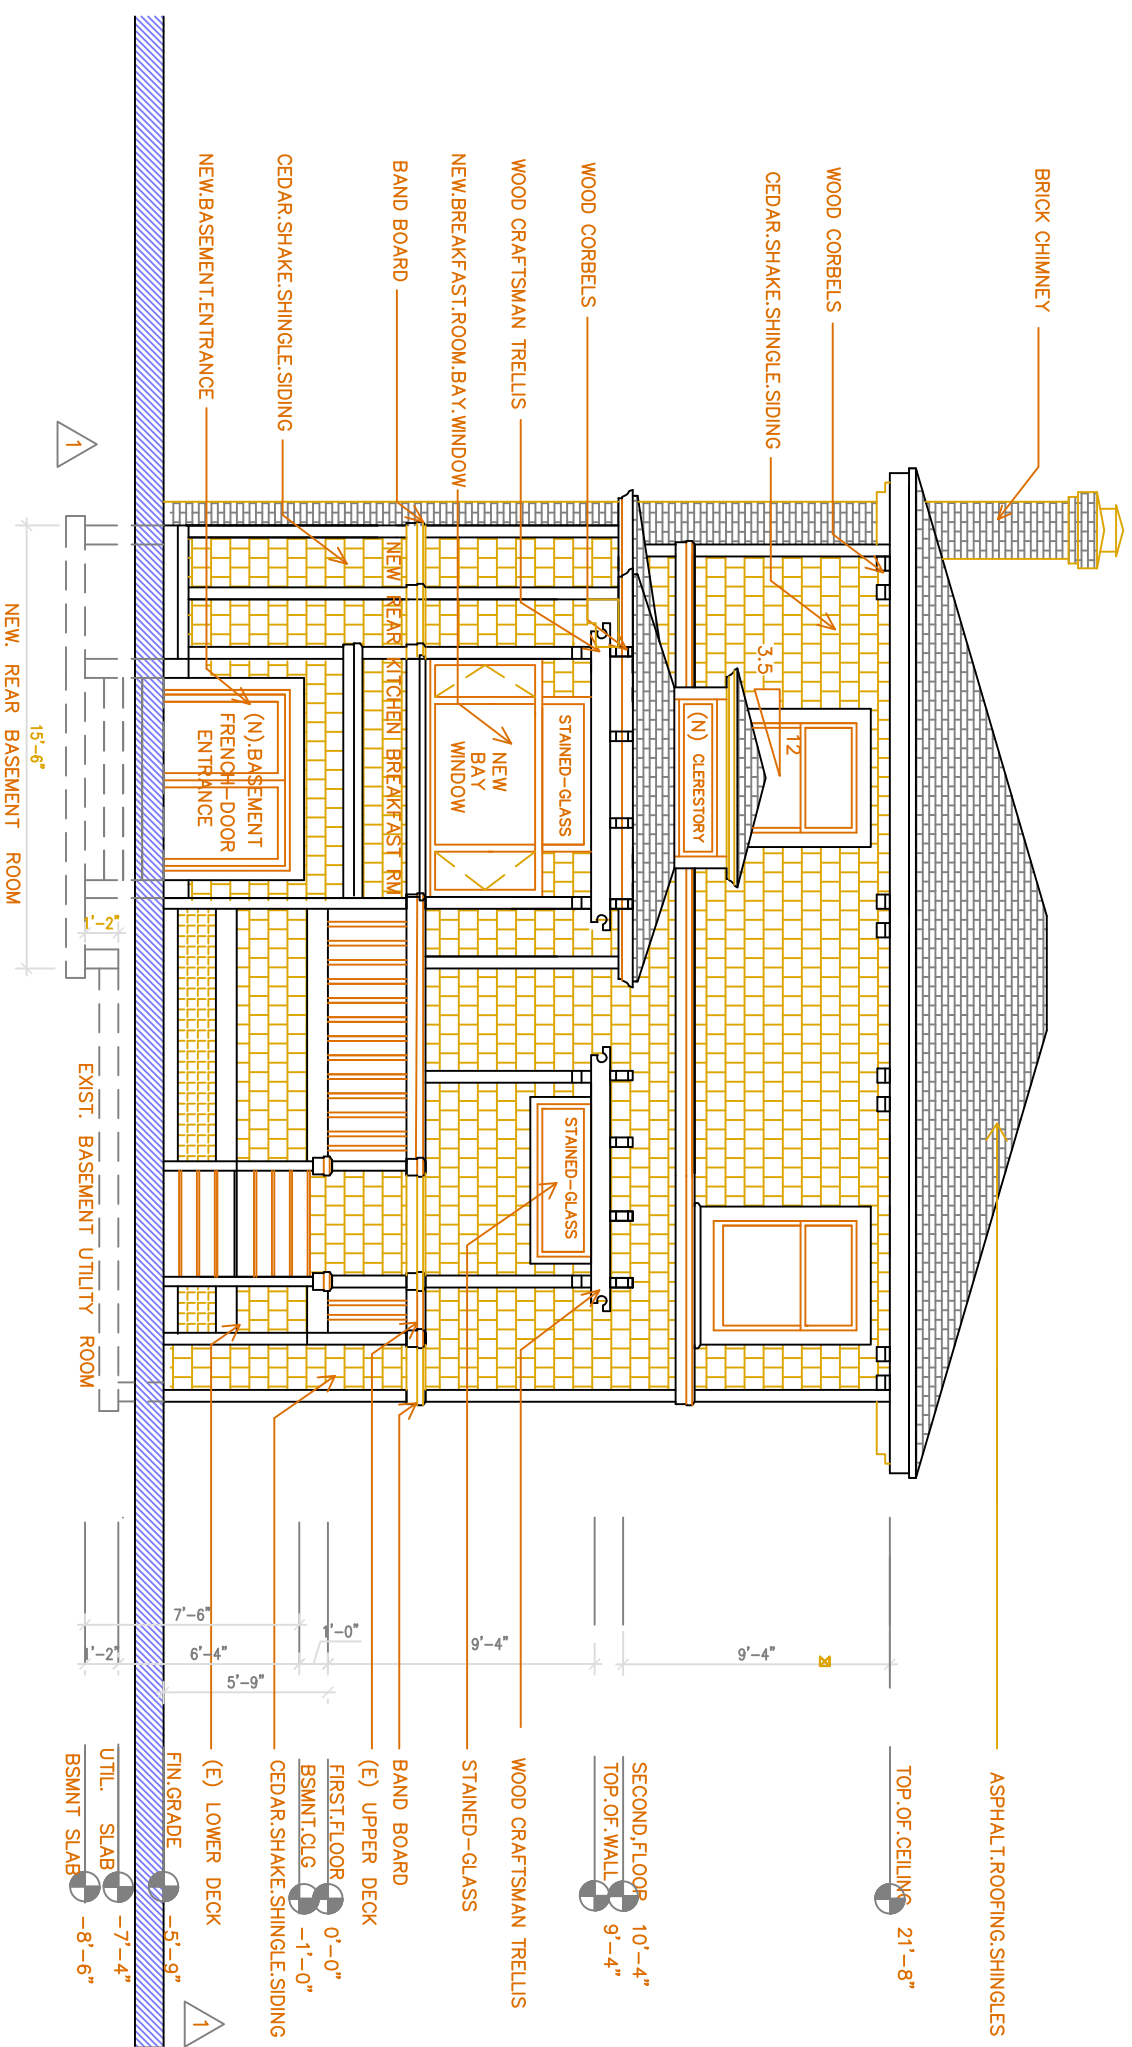 BRICK CHIMNEY
WOOD CORBELS
CEDAR.SHAKE.SHINGLE.SIDING
WOOD CORBELS
WOOD CRAFTSMAN TRELLIS
NEW.BREAKFAST.ROOM.BAY.WINDOW
BAND BOARD
CEDAR.SHAKE.SHINGLE.SIDING
NEW.BASEMENT.ENTRANCE
1
3.5
12
(N) CLERESTORY
STAINED-GLASS
NEW
BAY
WINDOW
NEW REAR KITCHEN BREAKFAST RM
(N).BASEMENT
FRENCH-DOOR
ENTRANCE
STAINED-GLASS
1'-2"
15'-6"
NEW. REAR BASEMENT ROOM
EXIST. BASEMENT UTILITY ROOM
9'-4"
9'-4"
1'-0"
5'-9"
6'-4"
7'-6"
1'-2"
ASPHALT.ROOFING.SHINGLES
TOP.OF.CEILING 21'-8"
SECOND,FLOOR 10'-4"
TOP.OF.WALL 9'-4"
WOOD CRAFTSMAN TRELLIS
STAINED-GLASS
BAND BOARD
(E) UPPER DECK
FIRST.FLOOR 0'-0"
BSMNT.CLG -1'-0"
CEDAR.SHAKE.SHINGLE.SIDING
(E) LOWER DECK
FIN.GRADE -5'-9"
UTIL. SLAB -7'-4"
BSMNT SLAB -8'-6"
1